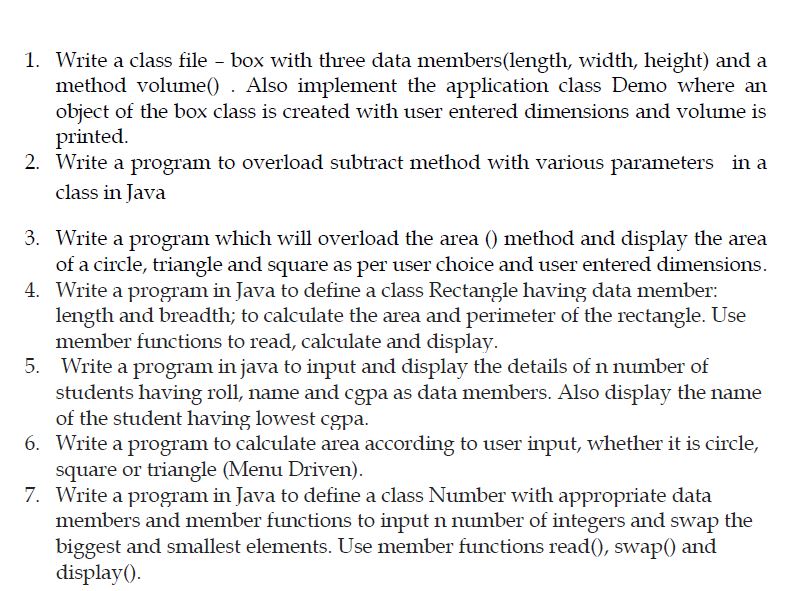 1. Write a class file – box with three data members(length, width, height) and a
method volume() . Also implement the application class Demo where an
object of the box class is created with user entered dimensions and volume is
printed.
2. Write a program to overload subtract method with various parameters in a
class in Java
3. Write a program which will overload the area () method and display the area
of a circle, triangle and square as per user choice and user entered dimensions.
4. Write a program in Java to define a class Rectangle having data member:
length and breadth; to calculate the area and perimeter of the rectangle. Use
member functions to read, calculate and display.
5. Write a program in java to input and display the details of n number of
students having roll, name and cgpa as data members. Also display the name
of the student having lowest cgpa.
6. Write a program to calculate area according to user input, whether it is circle,
square or triangle (Menu Driven).
7. Write a program in Java to define a class Number with appropriate data
members and member functions to input n number of integers and swap the
biggest and smallest elements. Use member functions read(), swap() and
display().